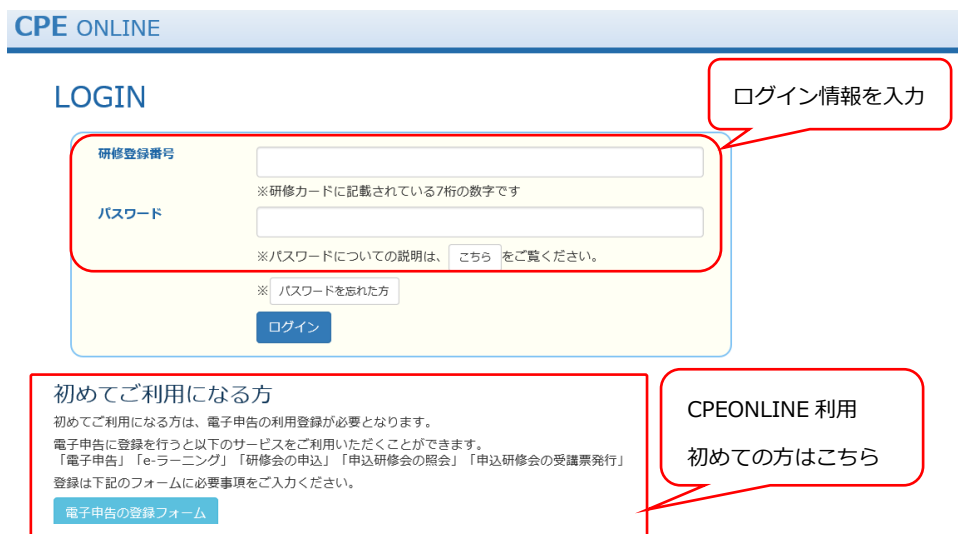 CPE ONLINE
LOGIN
ログイン情報を入力
研修登録番号
※研修カードに記載されている7桁の数字です
パスワード
※パスワードについての説明は、 こちら をご覧ください。
※ パスワードを忘れた方
ログイン
初めてご利用になる方
初めてご利用になる方は、電子申告の利用登録が必要となります。
電子申告に登録を行うと以下のサービスをご利用いただくことができます。
「電子申告」「e-ラーニング」「研修会の申込」「申込研修会の照会」「申込研修会の受講票発行」
登録は下記のフォームに必要事項をご入力ください。
電子申告の登録フォーム
CPEONLINE 利用
初めての方はこちら